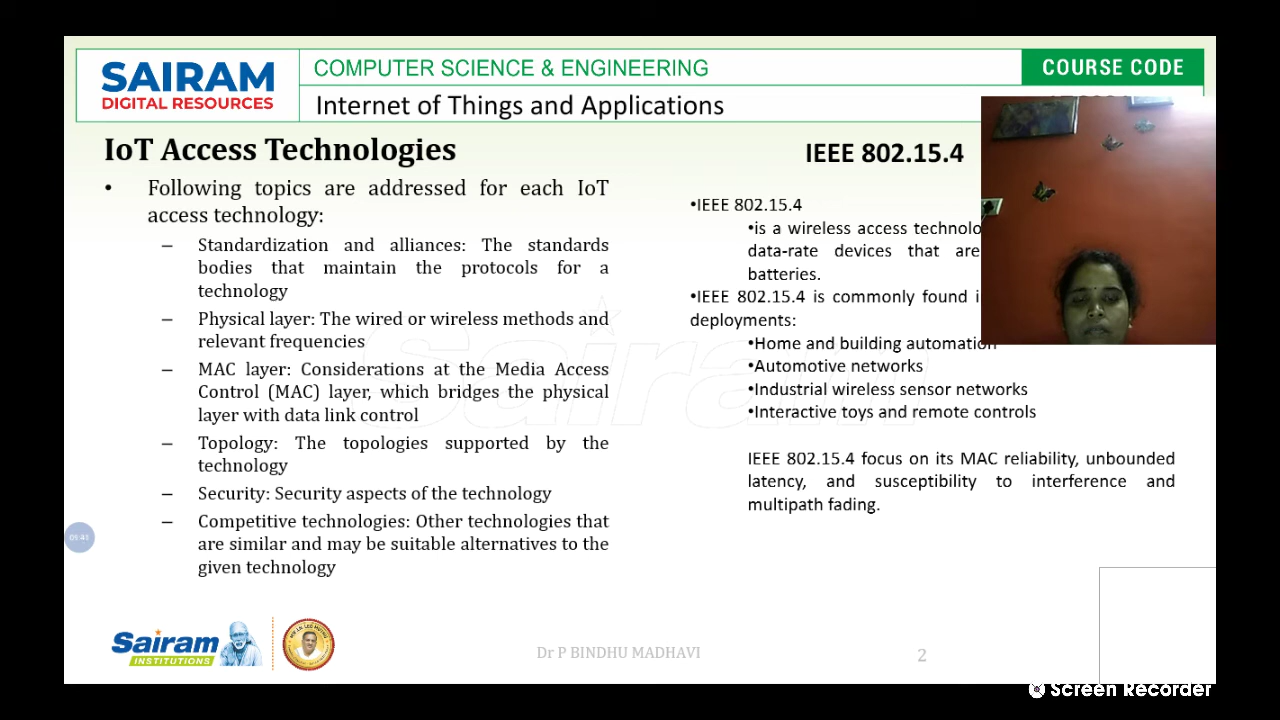 SAIRAM
DIGITAL RESOURCES
COMPUTER SCIENCE & ENGINEERING
COURSE CODE
Internet of Things and Applications
IoT Access Technologies
• Following topics are addressed for each IoT
access technology:
– Standardization and alliances: The standards
bodies that maintain the protocols for a
technology
– Physical layer: The wired or wireless methods and
relevant frequencies
– MAC layer: Considerations at the Media Access
Control (MAC) layer, which bridges the physical
layer with data link control
– Topology: The topologies supported by the
technology
– Security: Security aspects of the technology
– Competitive technologies: Other technologies that
are similar and may be suitable alternatives to the
given technology
IEEE 802.15.4
•IEEE 802.15.4
•is a wireless access technolo
data-rate devices that are
batteries.
•IEEE 802.15.4 is commonly found i
deployments:
•Home and building automation
•Automotive networks
•Industrial wireless sensor networks
•Interactive toys and remote controls
IEEE 802.15.4 focus on its MAC reliability, unbounded
latency, and susceptibility to interference and
multipath fading.
Sairam
Sairam
INSTITUTIONS
Dr P BINDHU MADHAVI
2
Screen Recorder